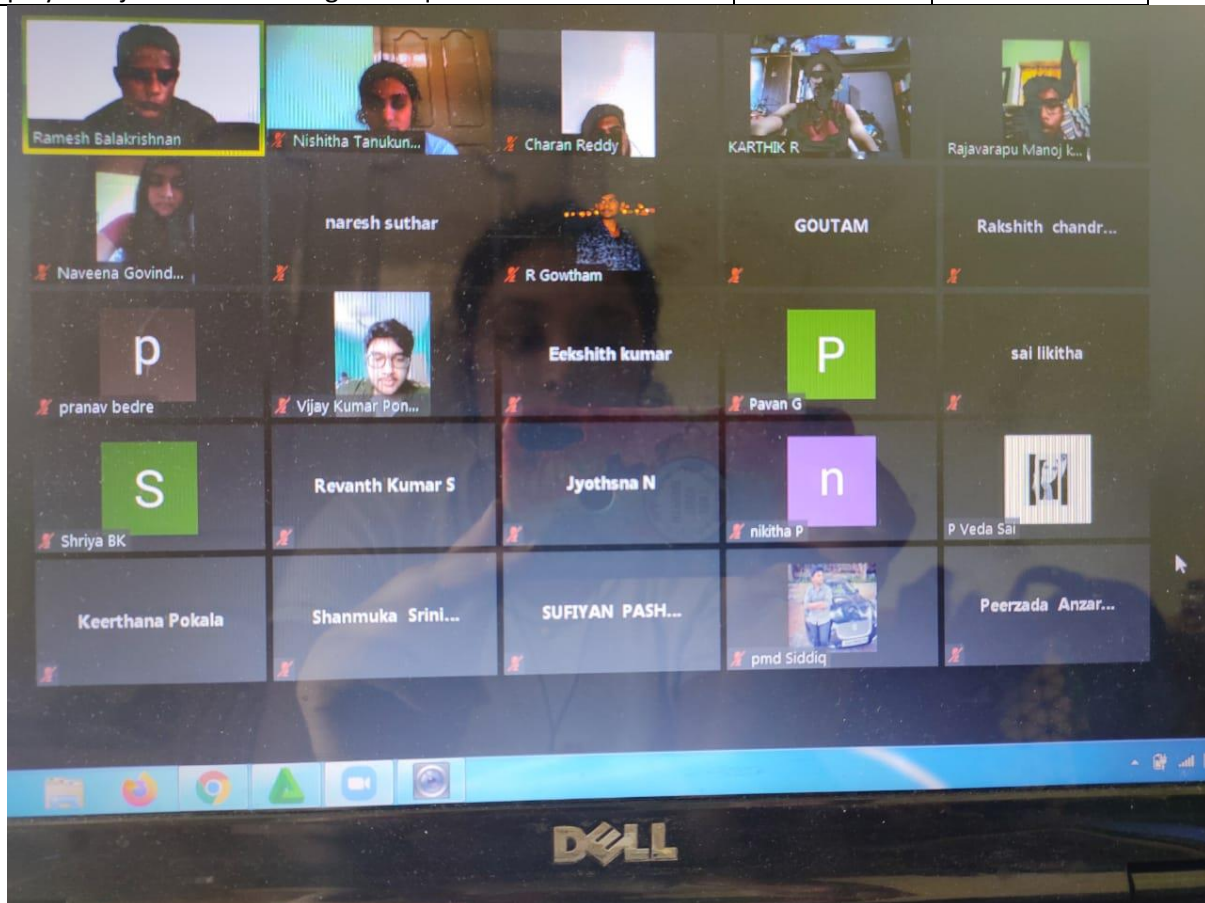 Ramesh Balakrishnan
Nishitha Tanukun...
Charan Reddy
KARTHIK R
Rajavarapu Manoj k...
Naveena Govind...
naresh suthar
R Gowtham
GOUTAM
Rakshith chandr...
p
pranav bedre
Vijay Kumar Pon...
Eekshith kumar
P
Pavan G
sai likitha
S
Shriya BK
Revanth Kumar S
Jyothsna N
n
nikitha P
P Veda Sai
Keerthana Pokala
Shanmuka Srini...
SUFIYAN PASH...
pmd Siddiq
Peerzada Anzar...
DELL